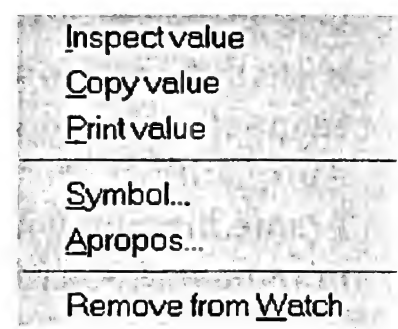 Inspect value
Copy value
Print value
Symbol...
Apropos...
Remove from Watch